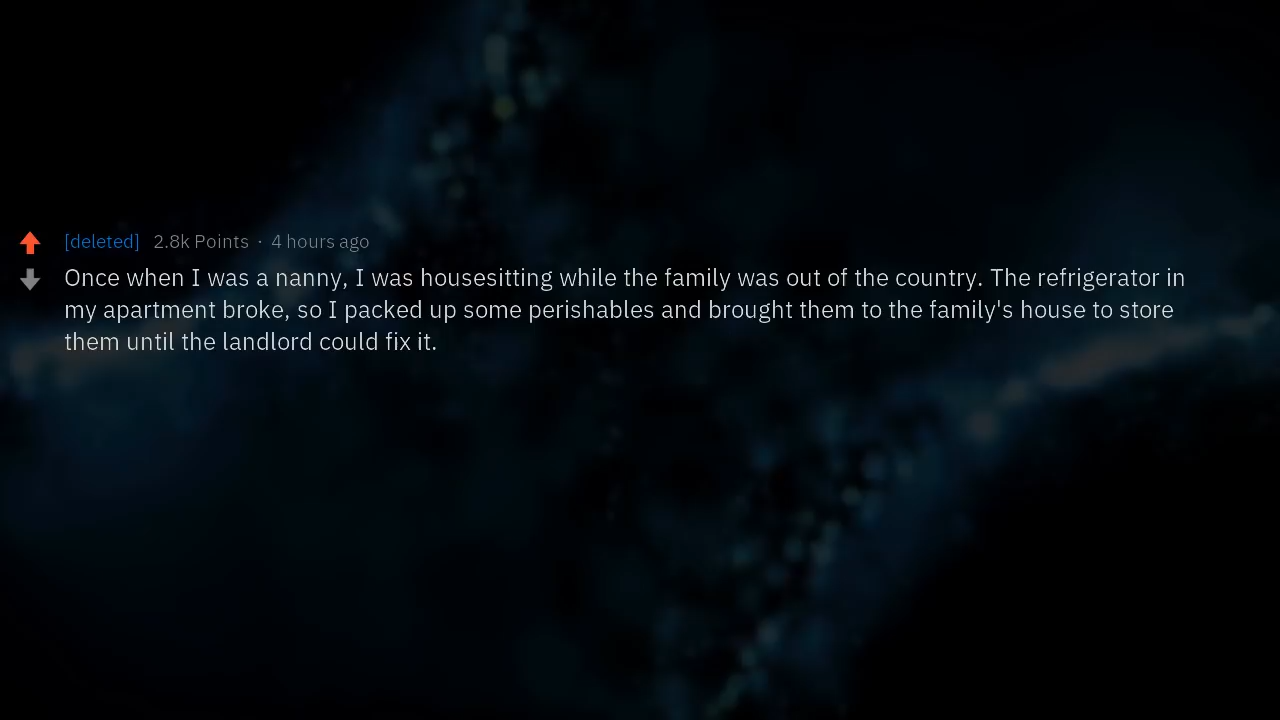 [deleted] 2.8k Points · 4 hours ago
Once when I was a nanny, I was housesitting while the family was out of the country. The refrigerator in
my apartment broke, so I packed up some perishables and brought them to the family's house to store
them until the landlord could fix it.